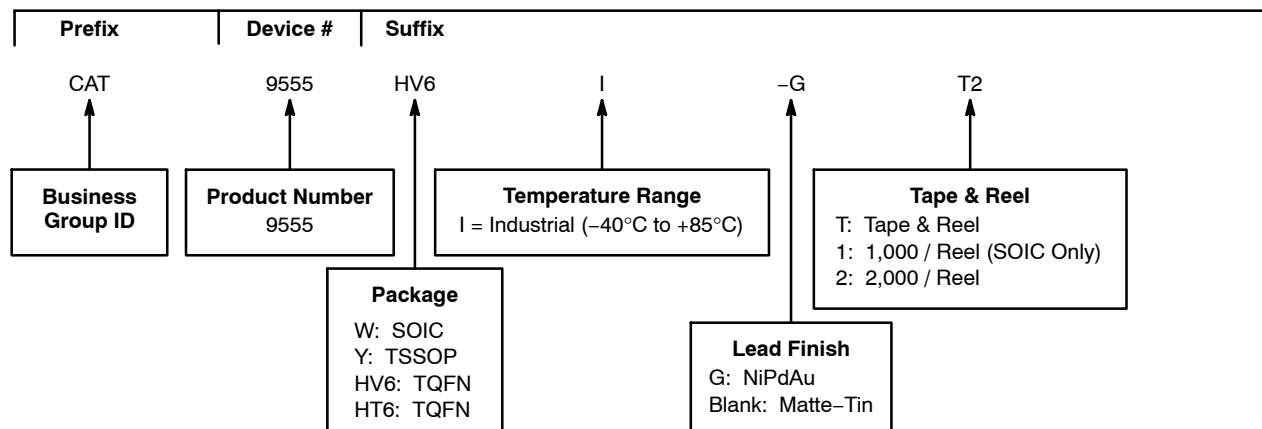 Prefix Device # Suffix
CAT 9555 HV6 I –G T2
Business
Group ID
Product Number
9555
Temperature Range
I = Industrial (–40°C to +85°C)
Tape & Reel
T: Tape & Reel
1: 1,000 / Reel (SOIC Only)
2: 2,000 / Reel
Package
W: SOIC
Y: TSSOP
HV6: TQFN
HT6: TQFN
Lead Finish
G: NiPdAu
Blank: Matte–Tin